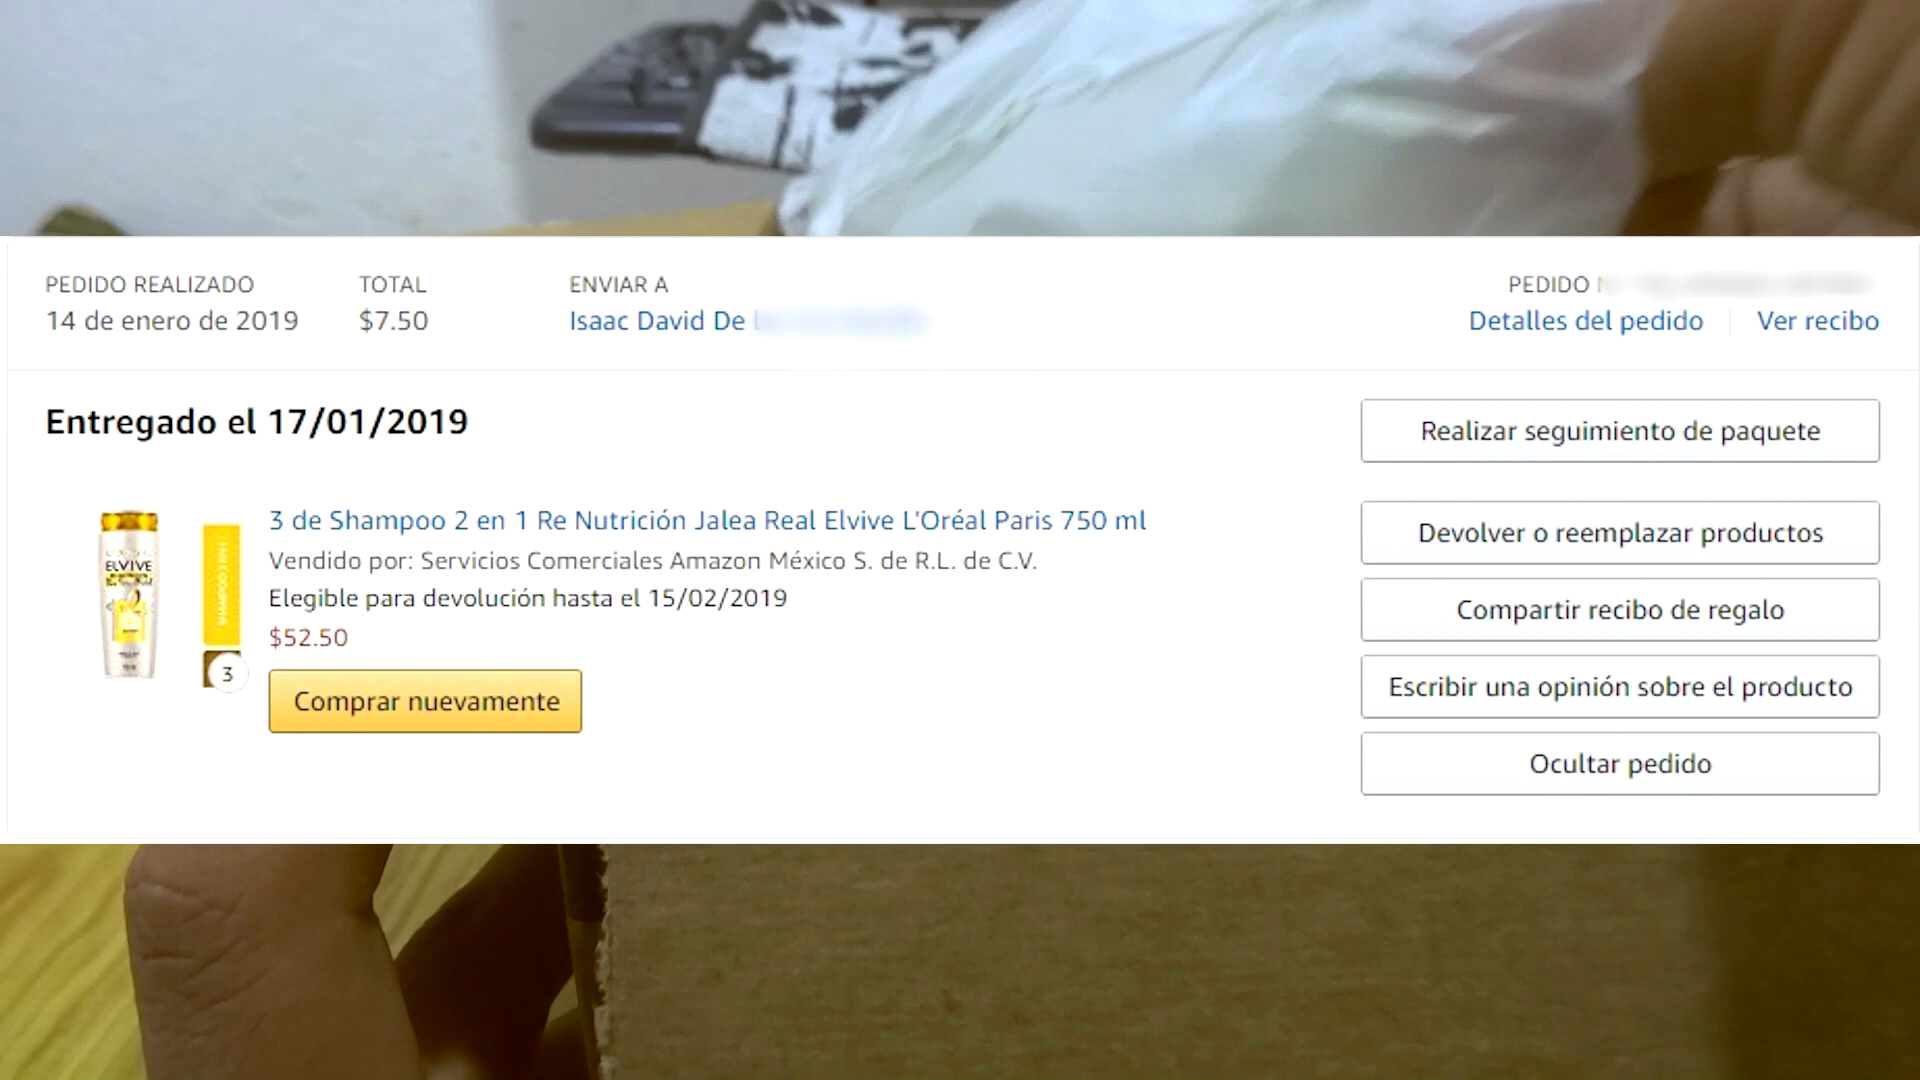 PEDIDO REALIZADO
14 de enero de 2019
TOTAL
$7.50
ENVIAR A
Isaac David De
PEDIDO
Detalles del pedido
Ver recibo
Entregado el 17/01/2019
Realizar seguimiento de paquete
ELVIVE
SHAMPOO 2 EN 1
3
3 de Shampoo 2 en 1 Re Nutrición Jalea Real Elvive L'Oréal Paris 750 ml
Vendido por: Servicios Comerciales Amazon México S. de R.L. de C.V.
Elegible para devolución hasta el 15/02/2019
$52.50
Comprar nuevamente
Devolver o reemplazar productos
Compartir recibo de regalo
Escribir una opinión sobre el producto
Ocultar pedido